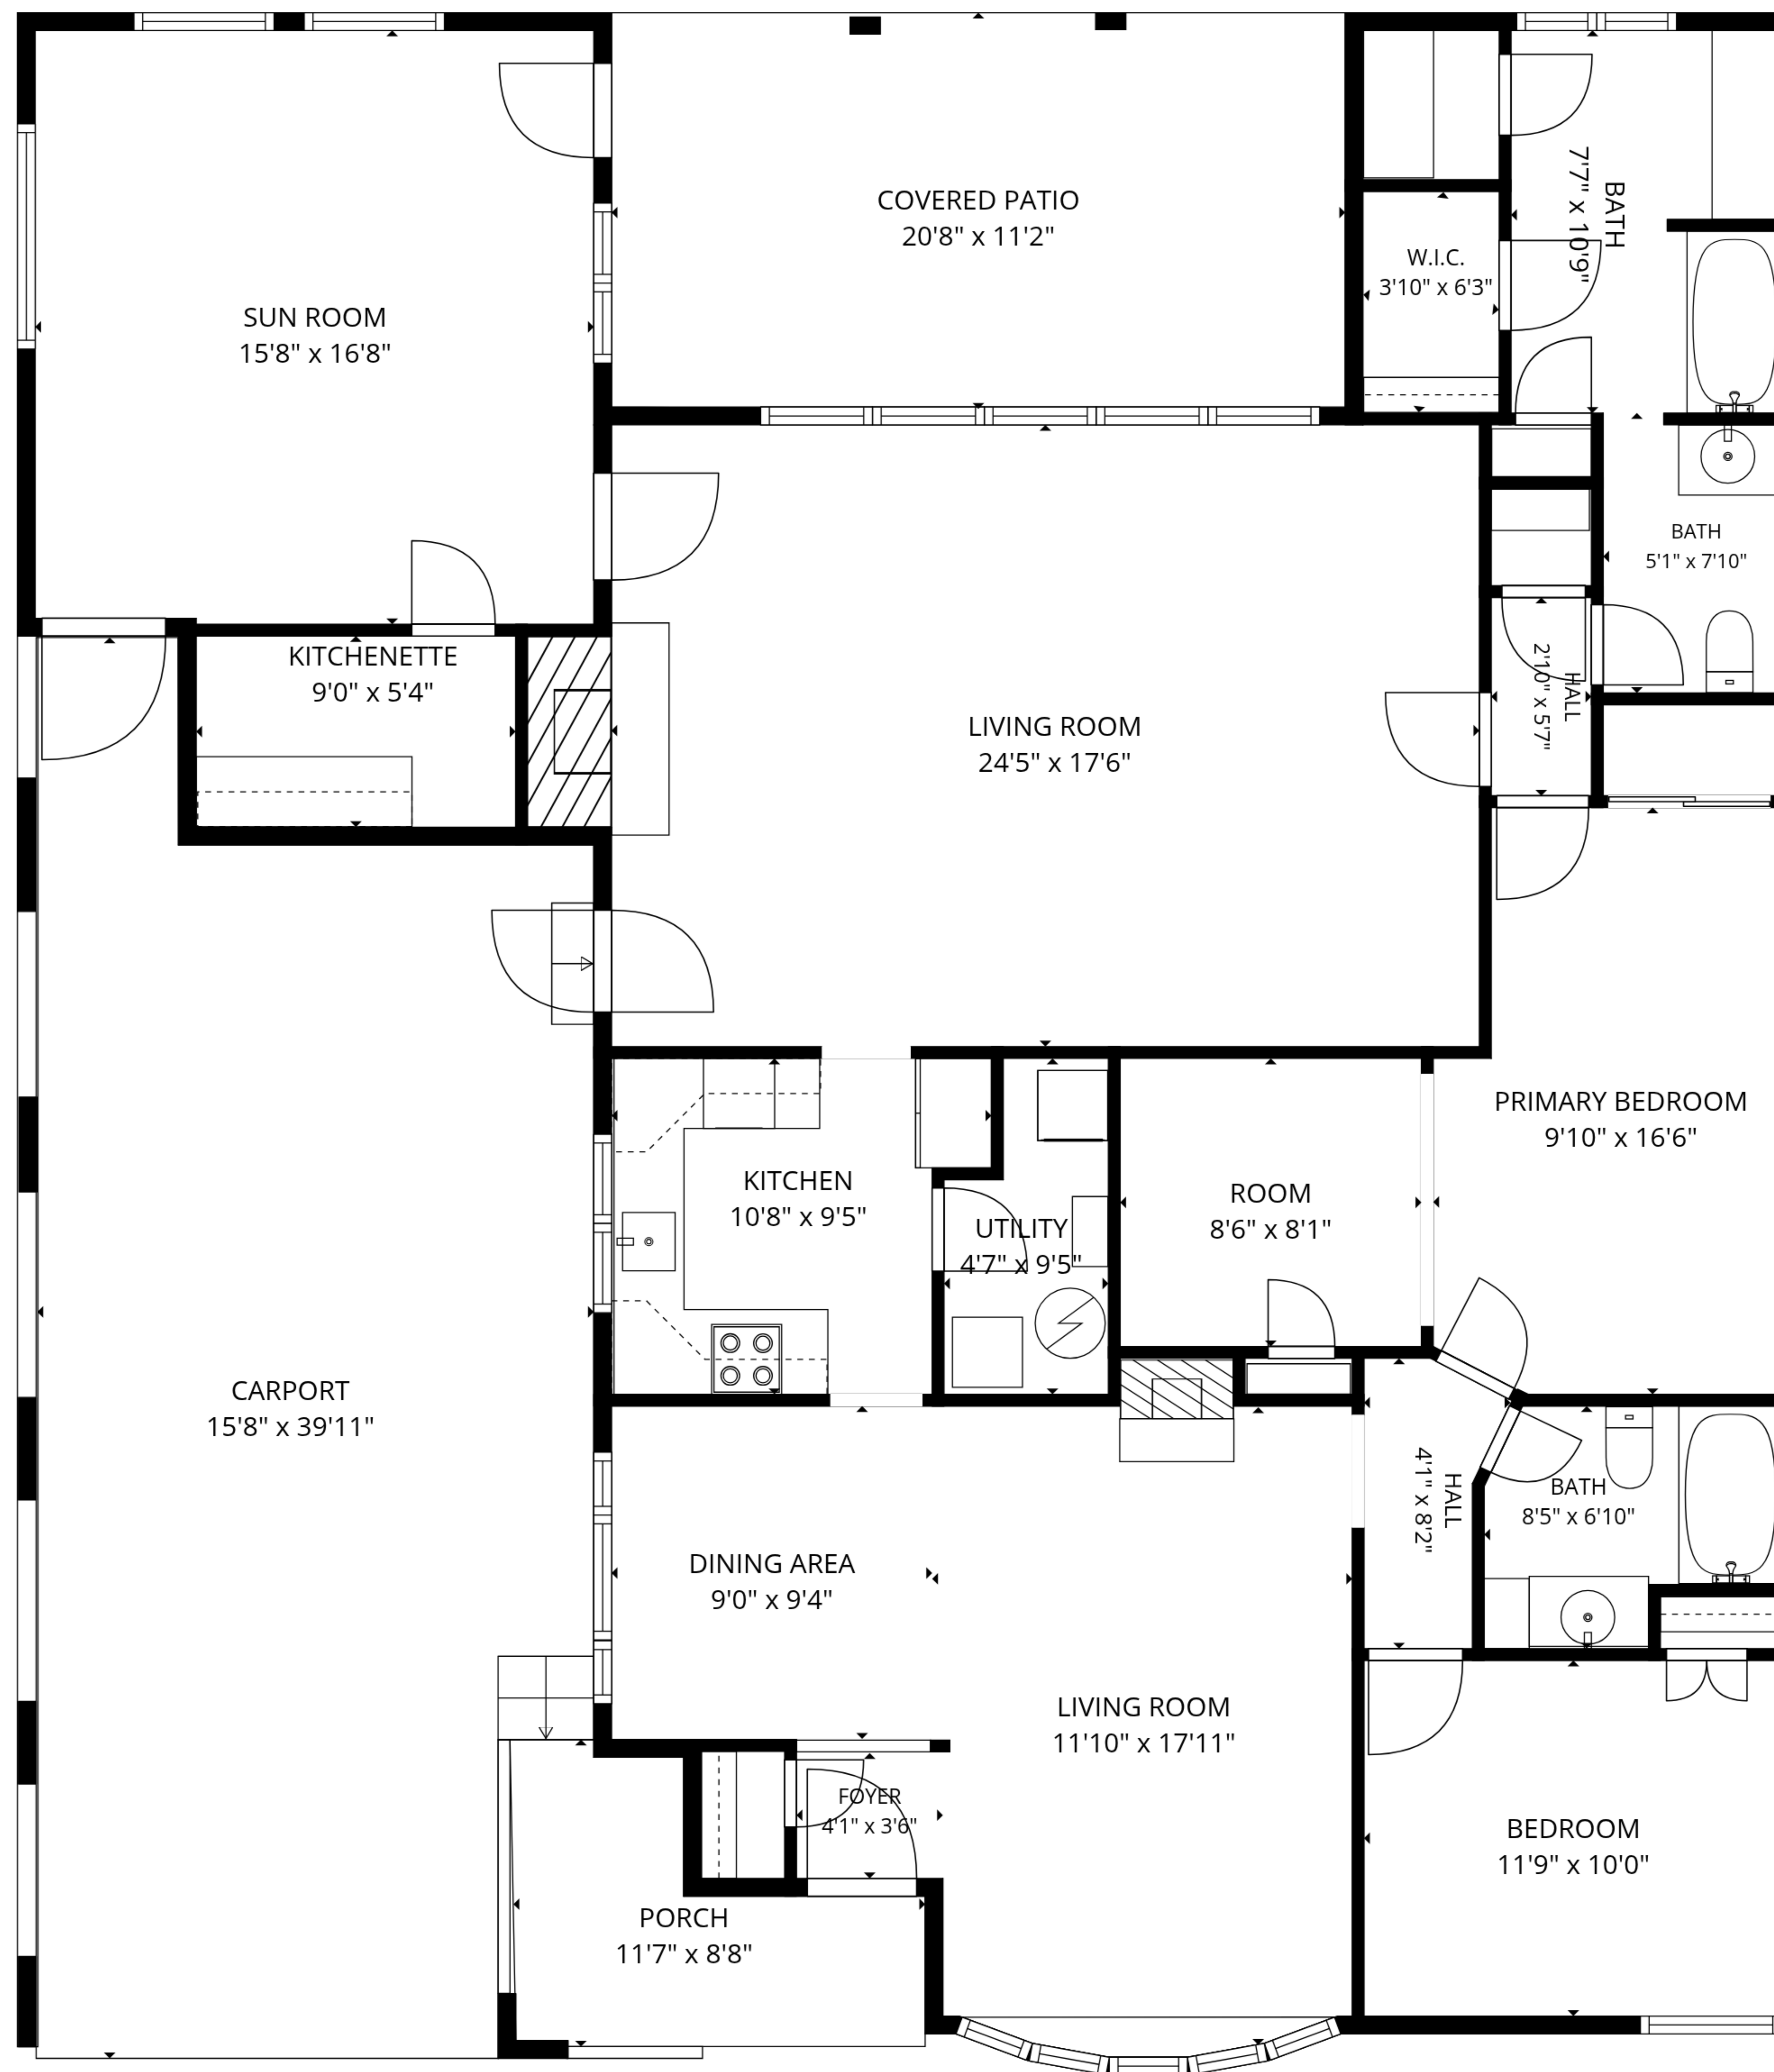 COVERED PATIO
20'8" x 11'2"
BATH
7'7" x 10'9"
W.I.C.
3'10" x 6'3"
SUN ROOM
15'8" x 16'8"
BATH
5'1" x 7'10"
KITCHENETTE
9'0" x 5'4"
HALL
2'10" x 5'7"
LIVING ROOM
24'5" x 17'6"
PRIMARY BEDROOM
9'10" x 16'6"
KITCHEN
10'8" x 9'5"
ROOM
8'6" x 8'1"
UTILITY
4'7" x 9'5"
CARPORT
15'8" x 39'11"
HALL
4'1" x 8'2"
BATH
8'5" x 6'10"
DINING AREA
9'0" x 9'4"
LIVING ROOM
11'10" x 17'11"
FOYER
4'1" x 3'6"
BEDROOM
11'9" x 10'0"
PORCH
11'7" x 8'8"